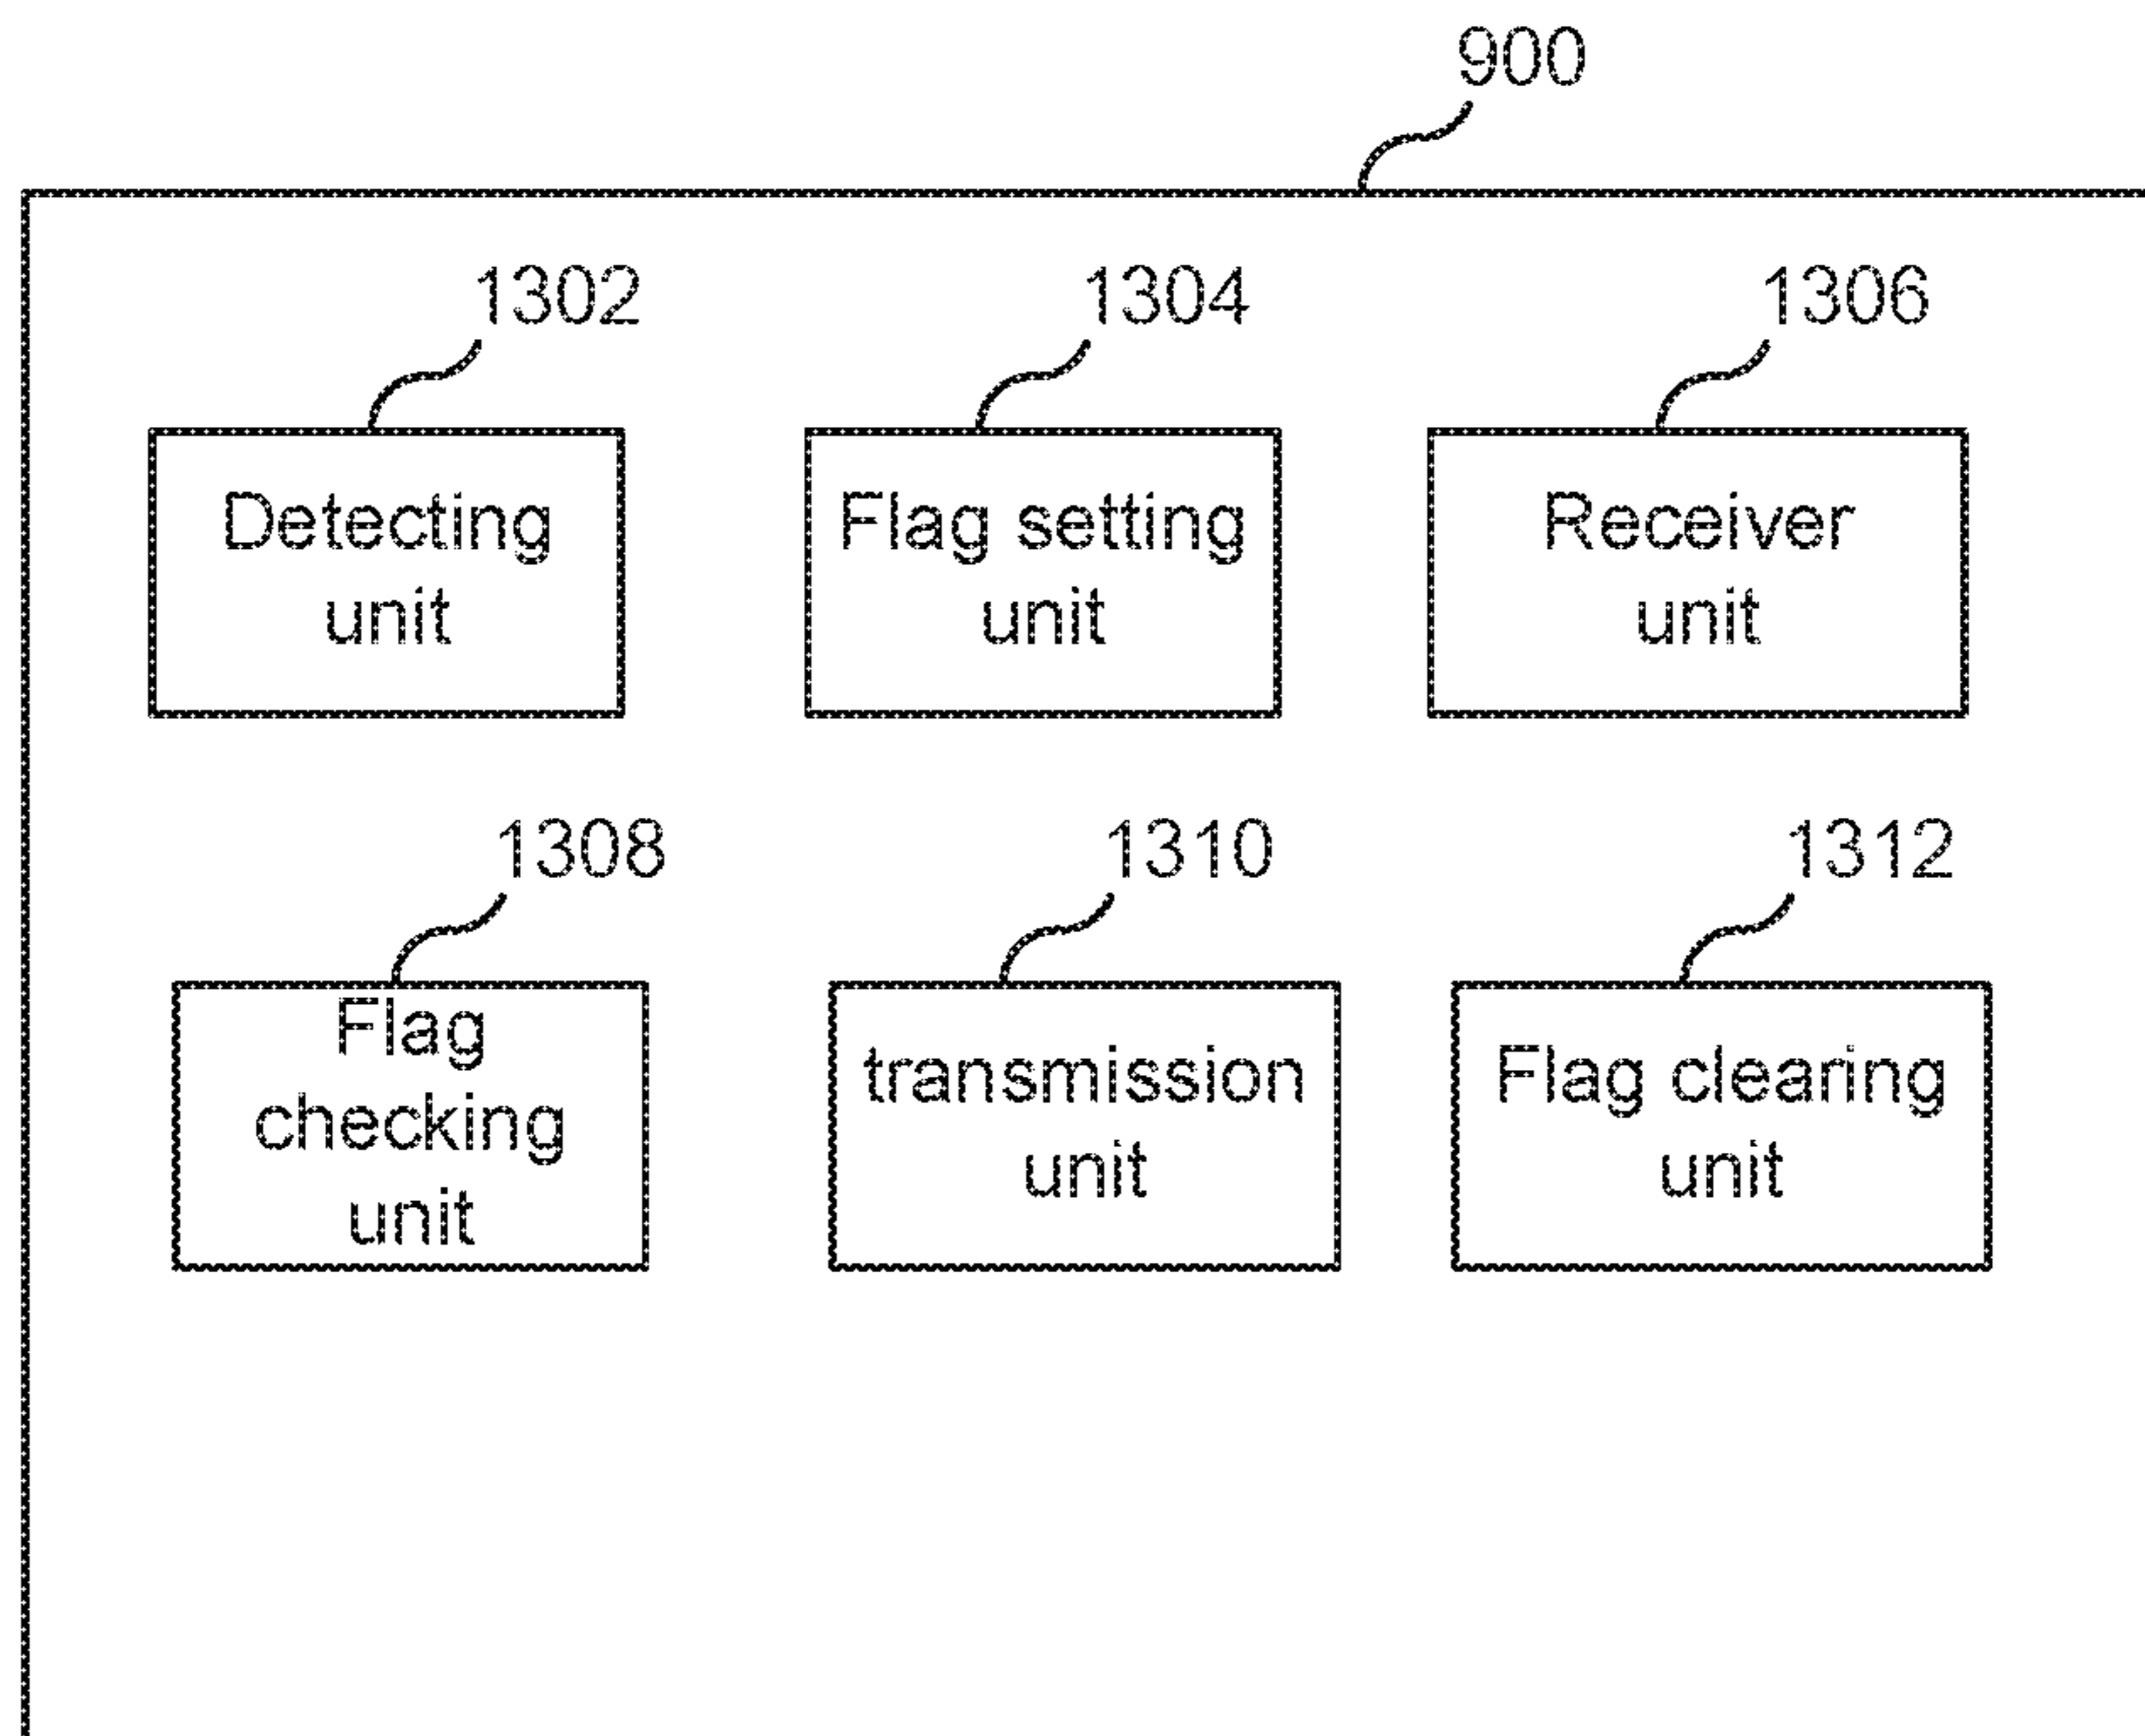 900
1302
1304
1306
Detecting
unit
Flag setting
unit
Receiver
unit
1308
1310
1312
Flag
checking
unit
transmission
unit
Flag clearing
unit